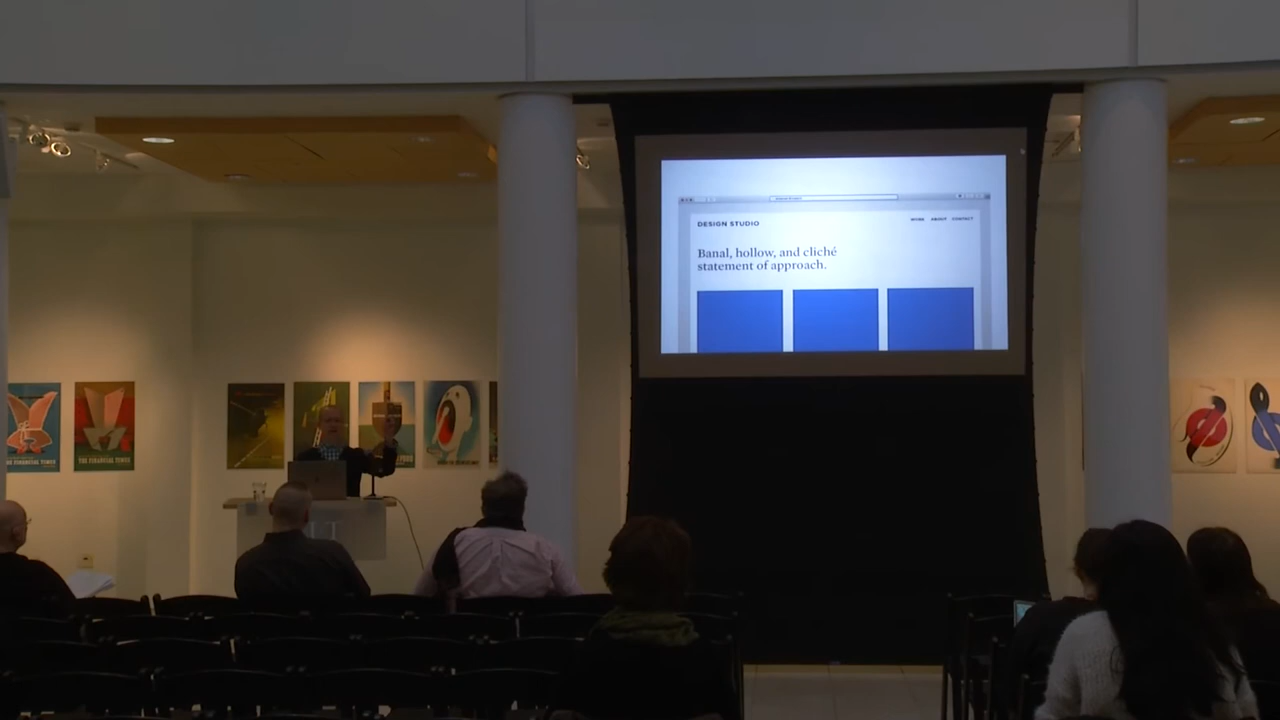 DESIGN STUDIO
WORK ABOUT CONTACT
Banal, hollow, and cliché
statement of approach.
THE FINANCIAL TIMES
THE FINANCIAL TIMES